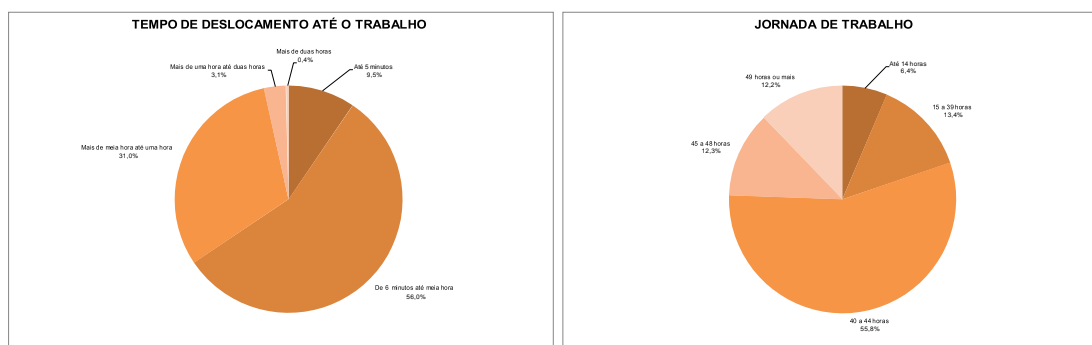 TEMPO DE DESLOCAMENTO ATÉ O TRABALHO
Mais de duas horas
0,4%
Mais de uma hora até duas horas
3,1%
Até 5 minutos
9,5%
Mais de meia hora até uma hora
31,0%
De 6 minutos até meia hora
56,0%
JORNADA DE TRABALHO
Até 14 horas
6,4%
49 horas ou mais
12,2%
15 a 39 horas
13,4%
45 a 48 horas
12,3%
40 a 44 horas
55,8%